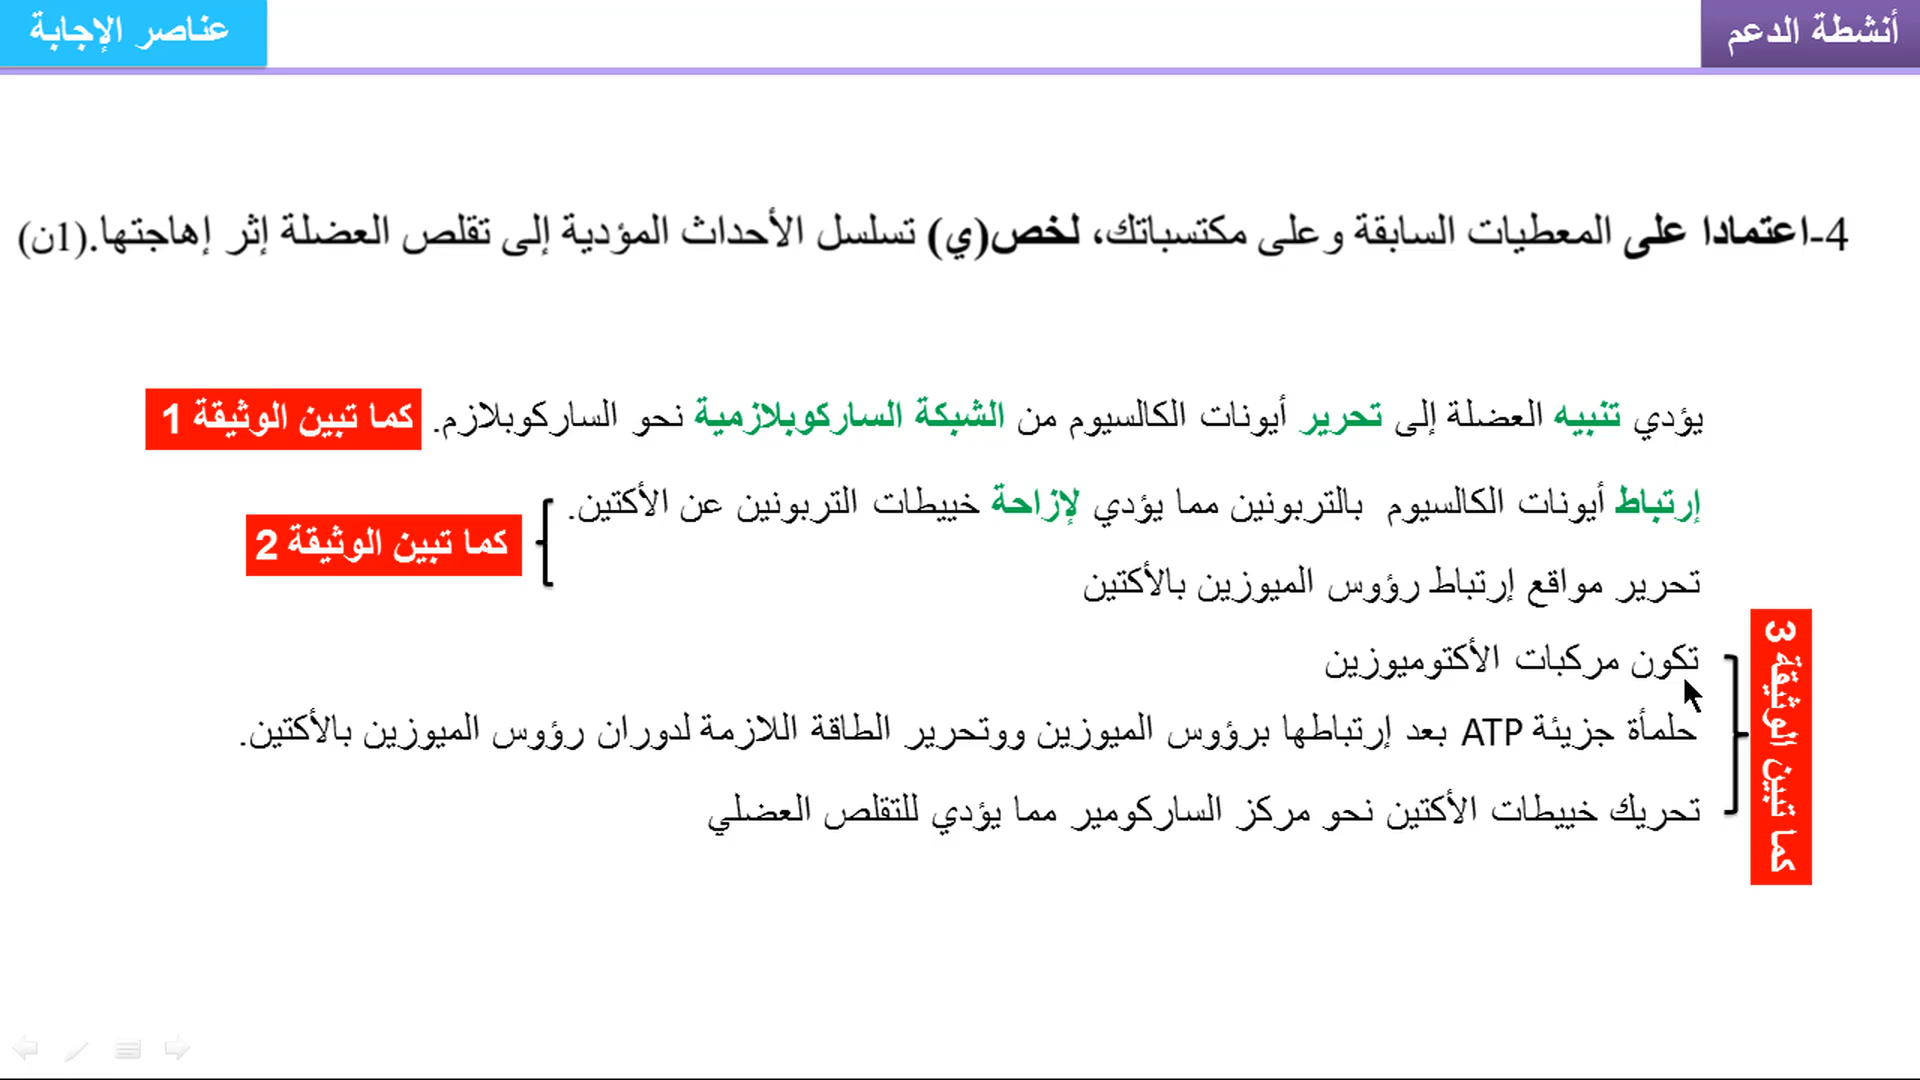 أنشطة الدعم
عناصر الإجابة
4-اعتمادا على المعطيات السابقة وعلى مكتسباتك، لخص(ي) تسلسل الأحداث المؤدية إلى تقلص العضلة إثر إهاجتها.(1ن)
يؤدي تنبيه العضلة إلى تحرير أيونات الكالسيوم من الشبكة الساركوبلازمية نحو الساركوبلازم.
كما تبين الوثيقة 1
إرتباط أيونات الكالسيوم بالتربونين مما يؤدي لإزاحة خييطات التربونين عن الأكتين.
كما تبين الوثيقة 2
تحرير مواقع إرتباط رؤوس الميوزين بالأكتين
تكون مركبات الأكتوميوزين
حلمأة جزيئة ATP بعد إرتباطها برؤوس الميوزين ووتحرير الطاقة اللازمة لدوران رؤوس الميوزين بالأكتين.
تحريك خييطات الأكتين نحو مركز الساركومير مما يؤدي للتقلص العضلي
كما تبين الوثيقة 3